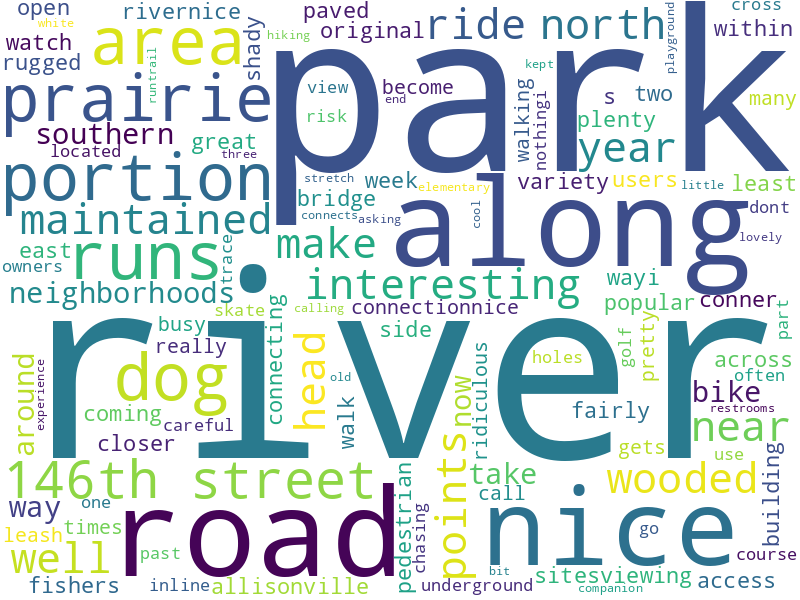 open
rivernice
paved
ride
north
cross
white
original
within
watch
area
shady
hiking
playground
rugged
runtrail
park
kept
prairie
view
become
end
risk
walking
nothingi
s
two
many
plenty
southern
great
year
located
three
portion
stretch
week
variety
users
least
elementary
little
bridge
connects
asking
cool
dont
maintained
along
lovely
east
runs
trace
make
owners
interesting
wayi
neighborhoods
popular
conner
part
skate
calling
connectionnice
busy
connecting
side
golf
pretty
really
head
river
ridiculous
holes
across
often
around
experience
dog
old
bike
restrooms
coming
careful
walk
now
fairly
near
closer
gets
use
building
146th street
points
take
wooded
way
one
road
pedestrian
chasing
call
nice
go
leash
times
well
past
course
fishers
inline
allisonville
underground
bit
sitesviewing
companion
access